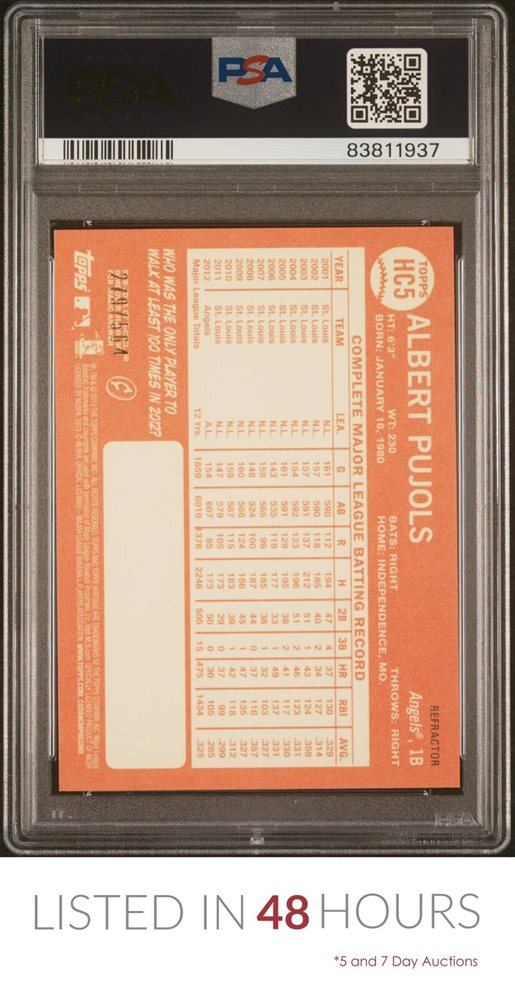 PSA
PSA
83811937
REFRACTOR
TOPPS
HC5
ALBERT PUJOLS
Angels® 1B
HT: 6'3" WT: 230 BATS: RIGHT THROWS: RIGHT
BORN: JANUARY 16, 1980 HOME: INDEPENDENCE, MO.
COMPLETE MAJOR LEAGUE BATTING RECORD
YEAR TEAM LEA. G AB R H 2B 3B HR RBI AVG.
2001 St. Louis N.L. 161 590 112 194 47 4 37 130 .329
2002 St. Louis N.L. 157 590 118 185 40 2 34 127 .314
2003 St. Louis N.L. 157 591 137 212 51 1 43 124 .359
2004 St. Louis N.L. 154 592 133 196 51 2 46 123 .331
2005 St. Louis N.L. 161 591 129 195 38 2 41 117 .330
2006 St. Louis N.L. 143 535 119 177 33 1 49 137 .331
2007 St. Louis N.L. 158 565 99 185 38 1 32 103 .327
2008 St. Louis N.L. 148 524 100 187 44 0 37 116 .357
2009 St. Louis N.L. 160 568 124 186 45 1 47 135 .327
2010 St. Louis N.L. 159 587 115 183 39 1 42 118 .312
2011 St. Louis N.L. 147 579 105 173 29 0 37 99 .299
2012 Angels A.L. 154 607 85 173 50 0 30 105 .285
Major League Totals 12 Yrs. 1859 6919 1376 2246 505 15 475 1434 .325
WHO WAS THE ONLY PLAYER TO
WALK AT LEAST 100 TIMES IN 2012?
279/564
topps
PSA
LISTED IN 48 HOURS
*5 and 7 Day Auctions